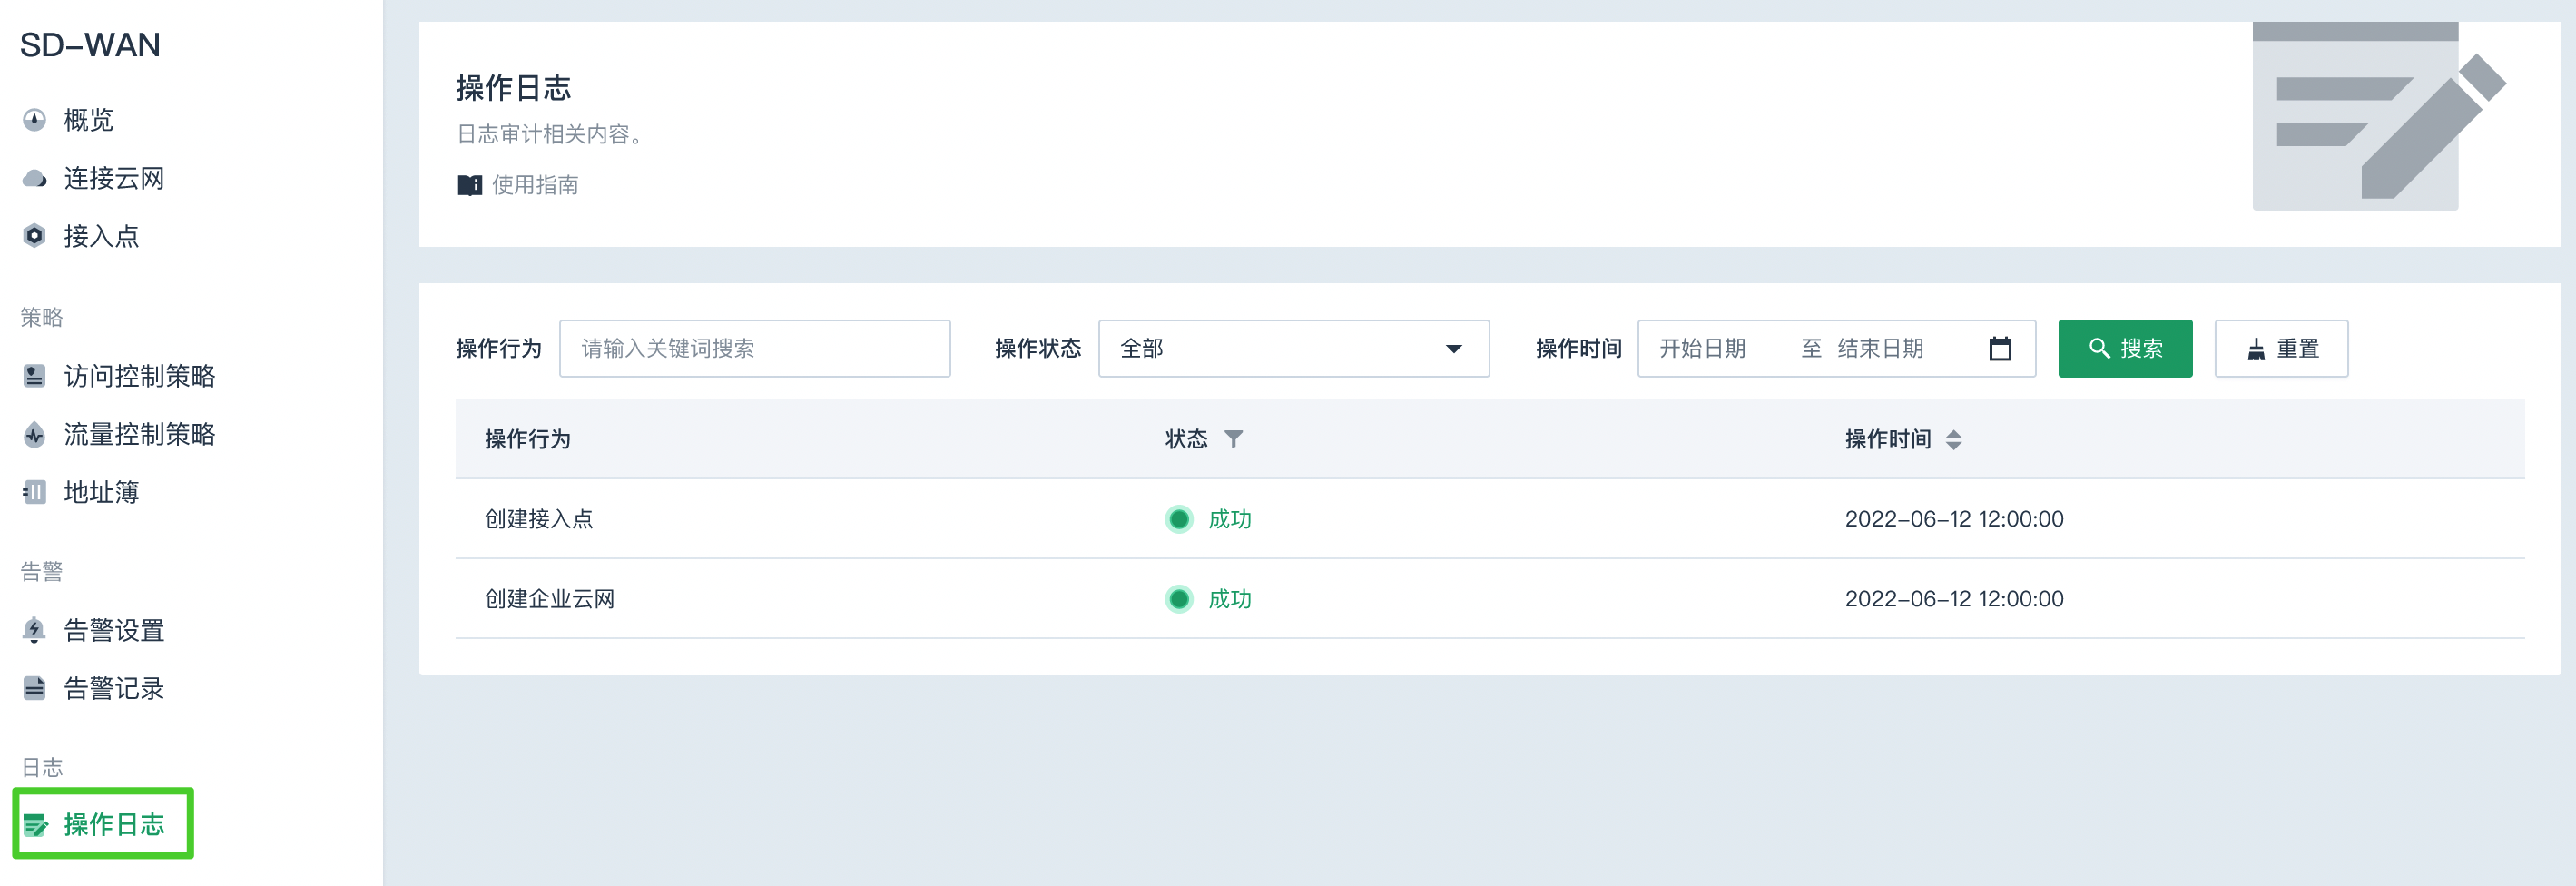 SD-WAN
概览
连接云网
接入点
策略
访问控制策略
流量控制策略
地址簿
告警
告警设置
告警记录
日志
操作日志
操作日志
日志审计相关内容。
使用指南
操作行为 请输入关键词搜索 操作状态 全部 操作时间 开始日期 至 结束日期 搜索 重置
操作行为 状态 操作时间
创建接入点 成功 2022-06-12 12:00:00
创建企业云网 成功 2022-06-12 12:00:00